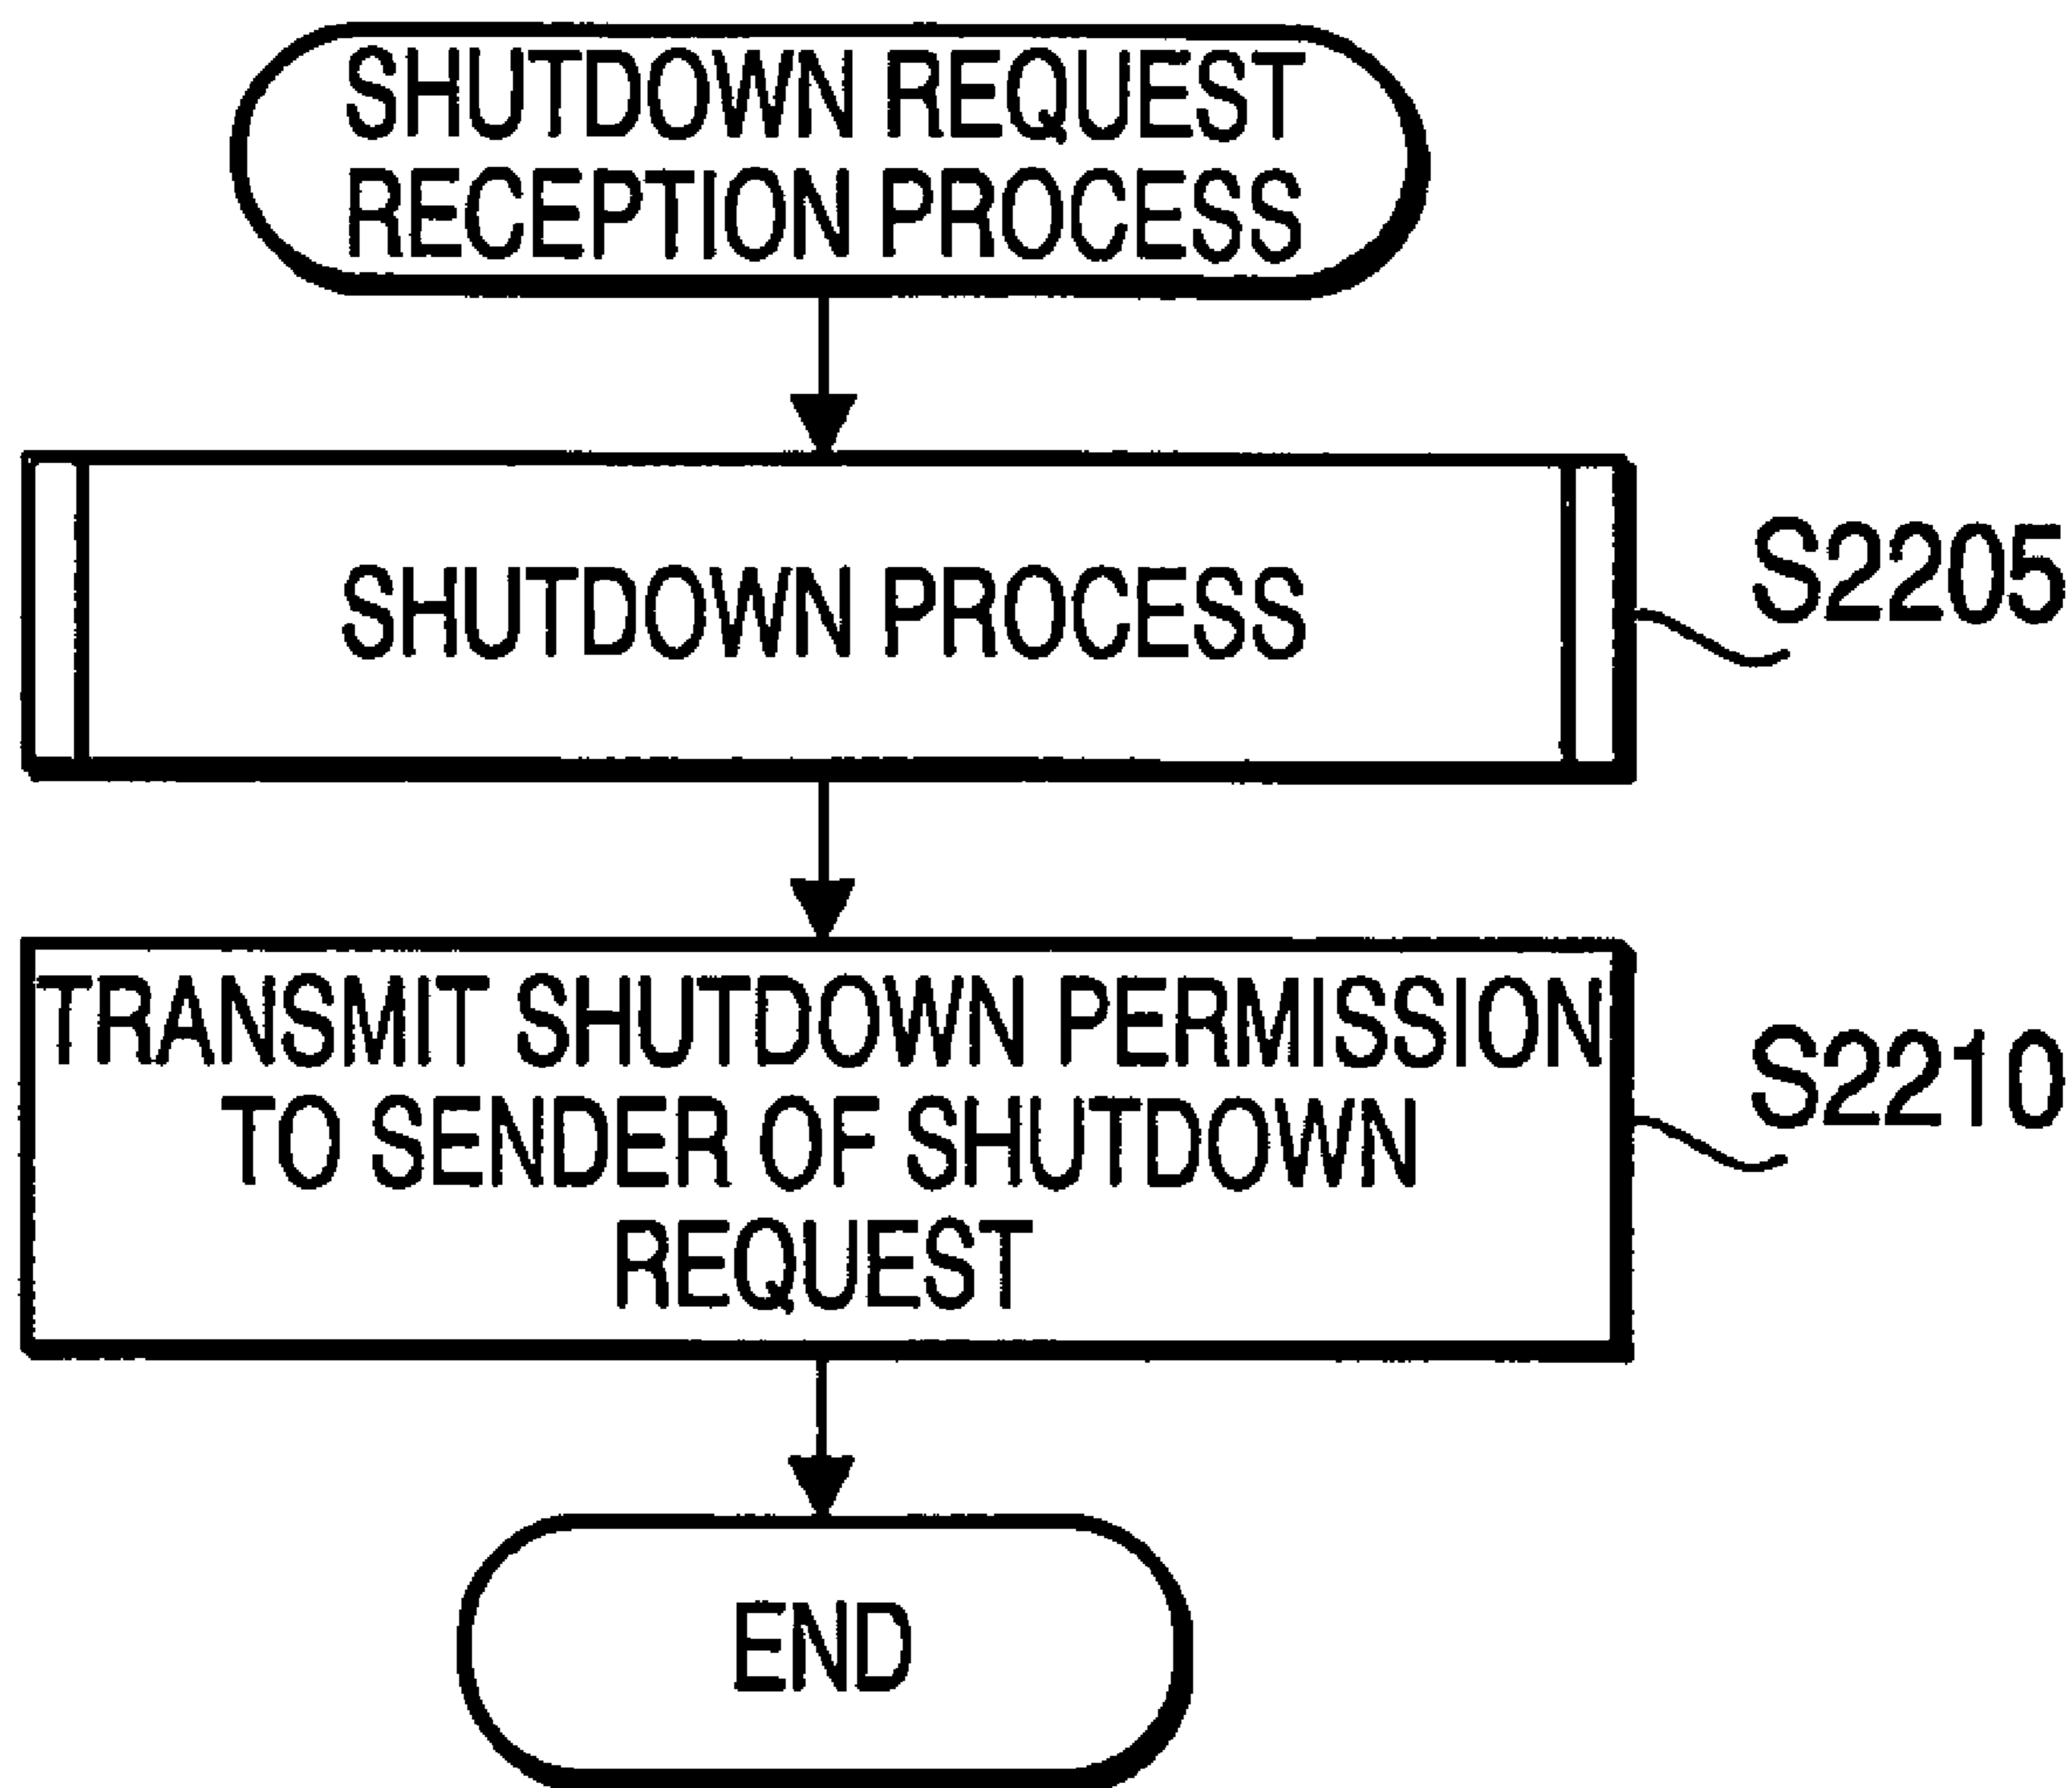 SHUTDOWN REQUEST
RECEPTION PROCESS
SHUTDOWN PROCESS
S2205
TRANSMIT SHUTDOWN PERMISSION
TO SENDER OF SHUTDOWN
REQUEST
S2210
END